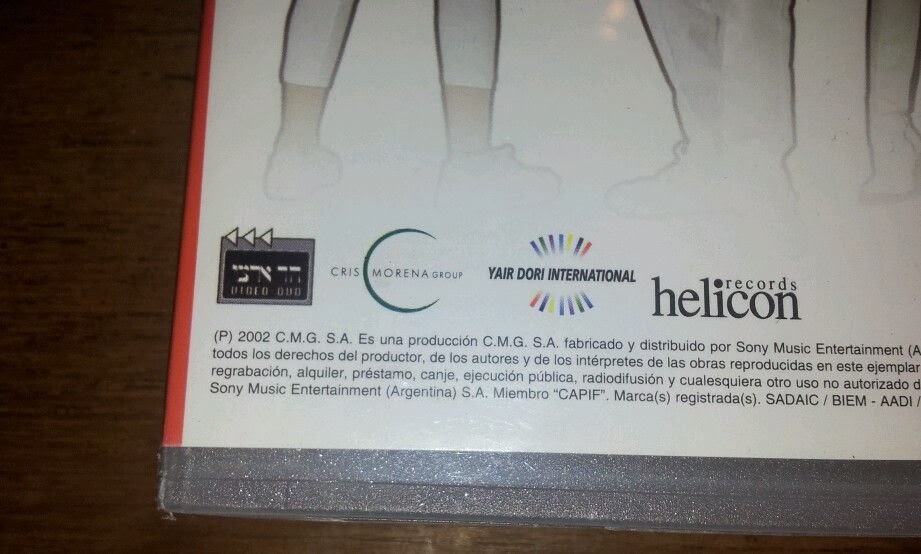 הד ארצי
VIDEO DVD
CRIS MORENA GROUP
YAIR DORI INTERNATIONAL
helicon records
(P) 2002 C.M.G. S.A. Es una producción C.M.G. S.A. fabricado y distribuido por Sony Music Entertainment (A
todos los derechos del productor, de los autores y de los intérpretes de las obras reproducidas en este ejemplar
regrabación, alquiler, préstamo, canje, ejecución pública, radiodifusión y cualesquiera otro uso no autorizado d
Sony Music Entertainment (Argentina) S.A. Miembro “CAPIF”. Marca(s) registrada(s). SADAIC / BIEM - AADI /